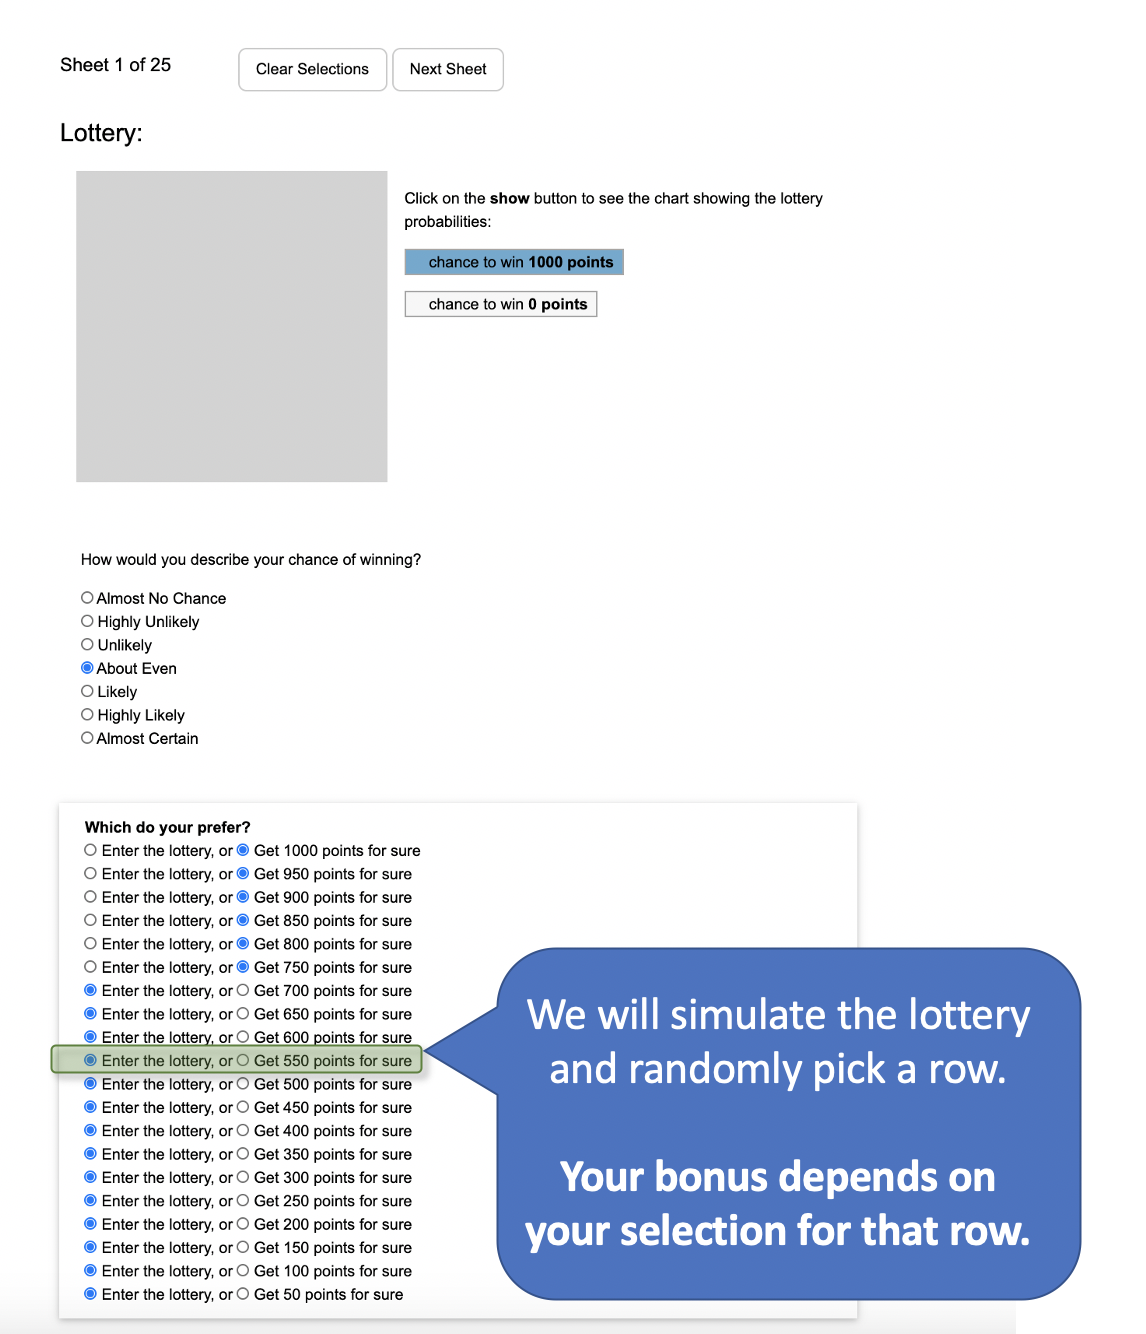 Sheet 1 of 25
Clear Selections
Next Sheet
Lottery:
Click on the show button to see the chart showing the lottery
probabilities:
chance to win 1000 points
chance to win 0 points
How would you describe your chance of winning?
Almost No Chance
Highly Unlikely
Unlikely
About Even
Likely
Highly Likely
Almost Certain
Which do your prefer?
Enter the lottery, or Get 1000 points for sure
Enter the lottery, or Get 950 points for sure
Enter the lottery, or Get 900 points for sure
Enter the lottery, or Get 850 points for sure
Enter the lottery, or Get 800 points for sure
Enter the lottery, or Get 750 points for sure
Enter the lottery, or Get 700 points for sure
Enter the lottery, or Get 650 points for sure
Enter the lottery, or Get 600 points for sure
Enter the lottery, or Get 550 points for sure
Enter the lottery, or Get 500 points for sure
Enter the lottery, or Get 450 points for sure
Enter the lottery, or Get 400 points for sure
Enter the lottery, or Get 350 points for sure
Enter the lottery, or Get 300 points for sure
Enter the lottery, or Get 250 points for sure
Enter the lottery, or Get 200 points for sure
Enter the lottery, or Get 150 points for sure
Enter the lottery, or Get 100 points for sure
Enter the lottery, or Get 50 points for sure
We will simulate the lottery
and randomly pick a row.
Your bonus depends on
your selection for that row.